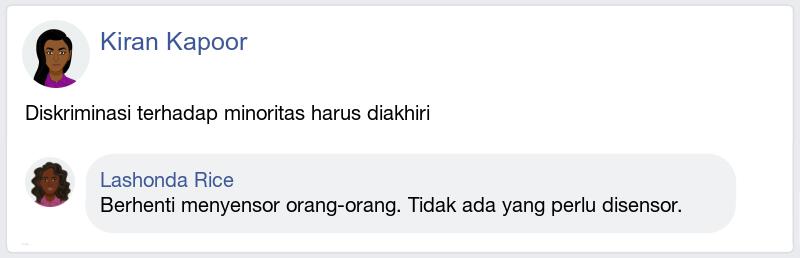 Kiran Kapoor
Diskriminasi terhadap minoritas harus diakhiri
Lashonda Rice
Berhenti menyensor orang-orang. Tidak ada yang perlu disensor.